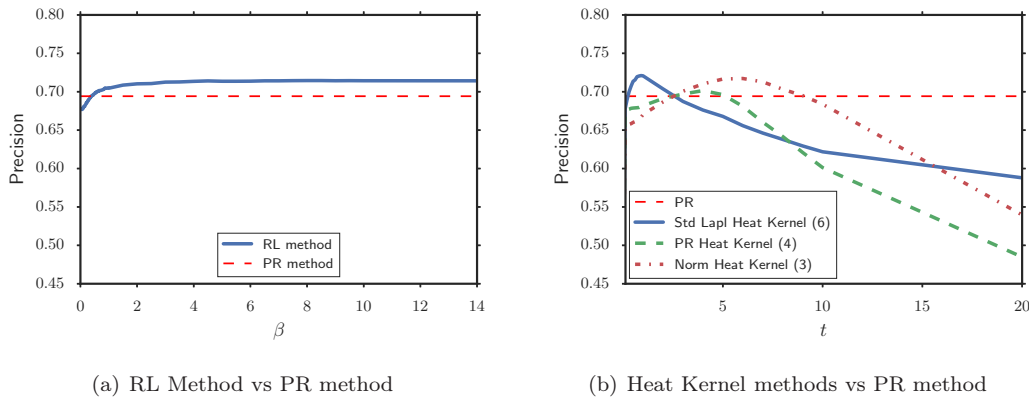 0.80
0.75
0.70
0.65
0.60
0.55
0.50
0.45
Precision
0 2 4 6 8 10 12 14
β
RL method
PR method
(a) RL Method vs PR method
0.80
0.75
0.70
0.65
0.60
0.55
0.50
0.45
Precision
5 10 15 20
t
PR
Std Lapl Heat Kernel (6)
PR Heat Kernel (4)
Norm Heat Kernel (3)
(b) Heat Kernel methods vs PR method